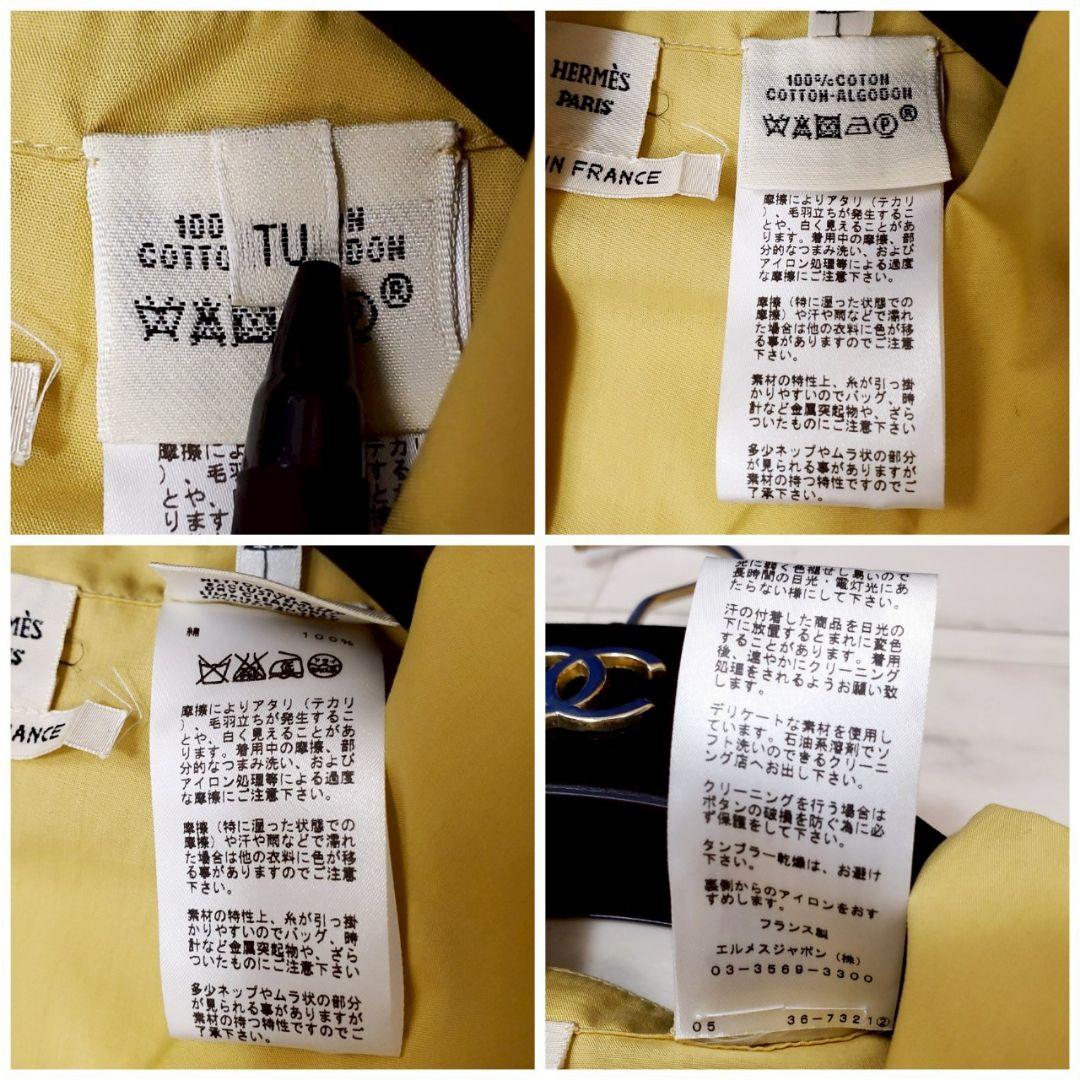 TU
100
COTTO
DON
®
摩擦によ
HERMÈS
PARIS
IN FRANCE
100%COTON
COTTON-ALGODON
P®
摩擦によりアタリ（テカリ
）、毛羽立ちが発生するこ
とや、白く見えることがあ
ります。着用中の摩擦、部
分的なつまみ洗い、および
アイロン処理等による過度
な摩擦にご注意下さい。
摩擦（特に湿った状態での
摩擦）や汗や雨などで濡れ
た場合は他の衣料に色が移
る事がありますのでご注意
下さい。
素材の特性上、糸が引っ掛
かりやすいのでバッグ、時
計など金属突起物や、ざら
ついたものにご注意下さい
多少ネップやムラ状の部分
が見られる事がありますが
素材の持つ特性ですのでご
了承下さい。
MÈS
S
ANCE
綿 100%
摩擦によりアタリ（テカリ
）、毛羽立ちが発生するこ
とや、白く見えることがあ
ります。着用中の摩擦、部
分的なつまみ洗い、および
アイロン処理等による過度
な摩擦にご注意下さい。
摩擦（特に湿った状態での
摩擦）や汗や雨などで濡れ
た場合は他の衣料に色が移
る事がありますのでご注意
下さい。
素材の特性上、糸が引っ掛
かりやすいのでバッグ、時
計など金属突起物や、ざら
ついたものにご注意下さい
多少ネップやムラ状の部分
が見られる事がありますが
素材の持つ特性ですのでご
了承下さい。
光に弱く色褪せし易いので
長時間の日光・電灯光にあ
たらない様にして下さい。
汗の付着した商品を日光の
下に放置するとまれに変色
することがあります。着用
後、速やかにクリーニング
処理をされるようお願い致
します。
デリケートな素材を使用し
ています。石油系溶剤でソ
フト洗いのできるクリーニ
ング店へお出し下さい。
クリーニングを行う場合は
ボタンの破損を防ぐ為に必
ず保護をして下さい。
タンブラー乾燥は、お避け
下さい。
裏側からのアイロンをおす
すめします。
フランス製
エルメスジャポン（株）
03-3569-3300
05 36-7321②